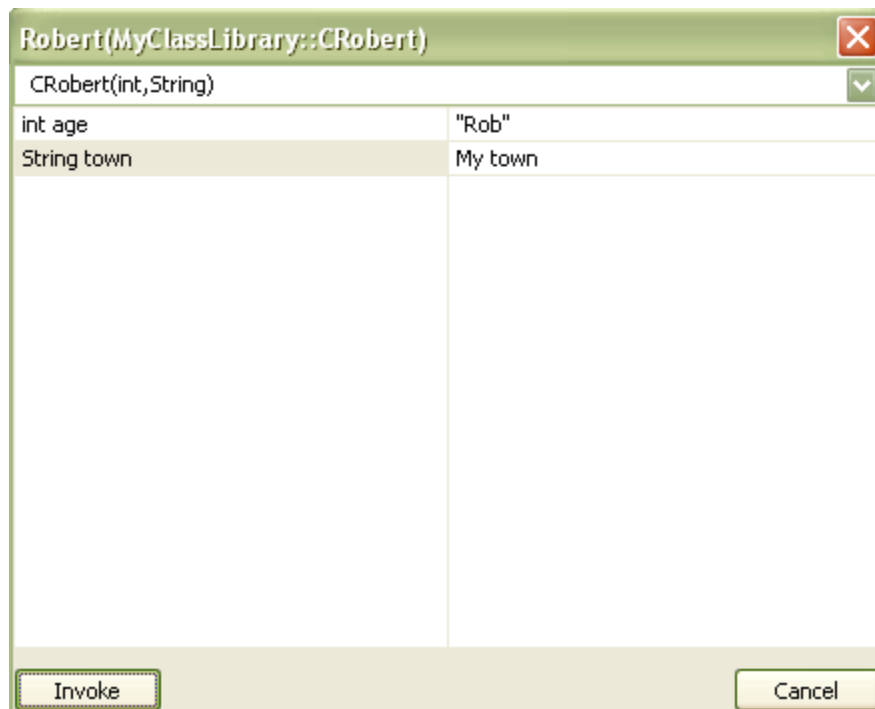 Robert(MyClassLibrary::CRobert)
CRobert(int,String)
int age "Rob"
String town My town
Invoke Cancel